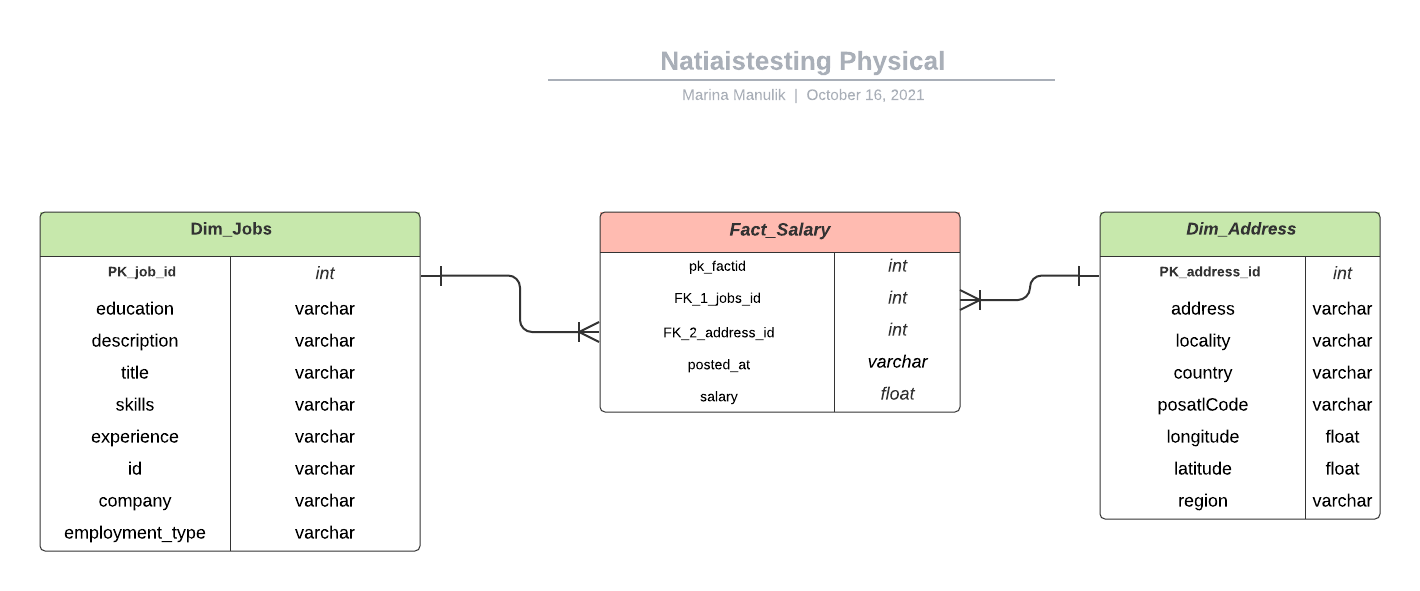 Natiaistesting Physical
Marina Manulik | October 16, 2021
Dim_Jobs
PK_job_id int
education varchar
description varchar
title varchar
skills varchar
experience varchar
id varchar
company varchar
employment_type varchar
Fact_Salary
pk_factid int
FK_1_jobs_id int
FK_2_address_id int
posted_at varchar
salary float
Dim_Address
PK_address_id int
address varchar
locality varchar
country varchar
posatlCode varchar
longitude float
latitude float
region varchar